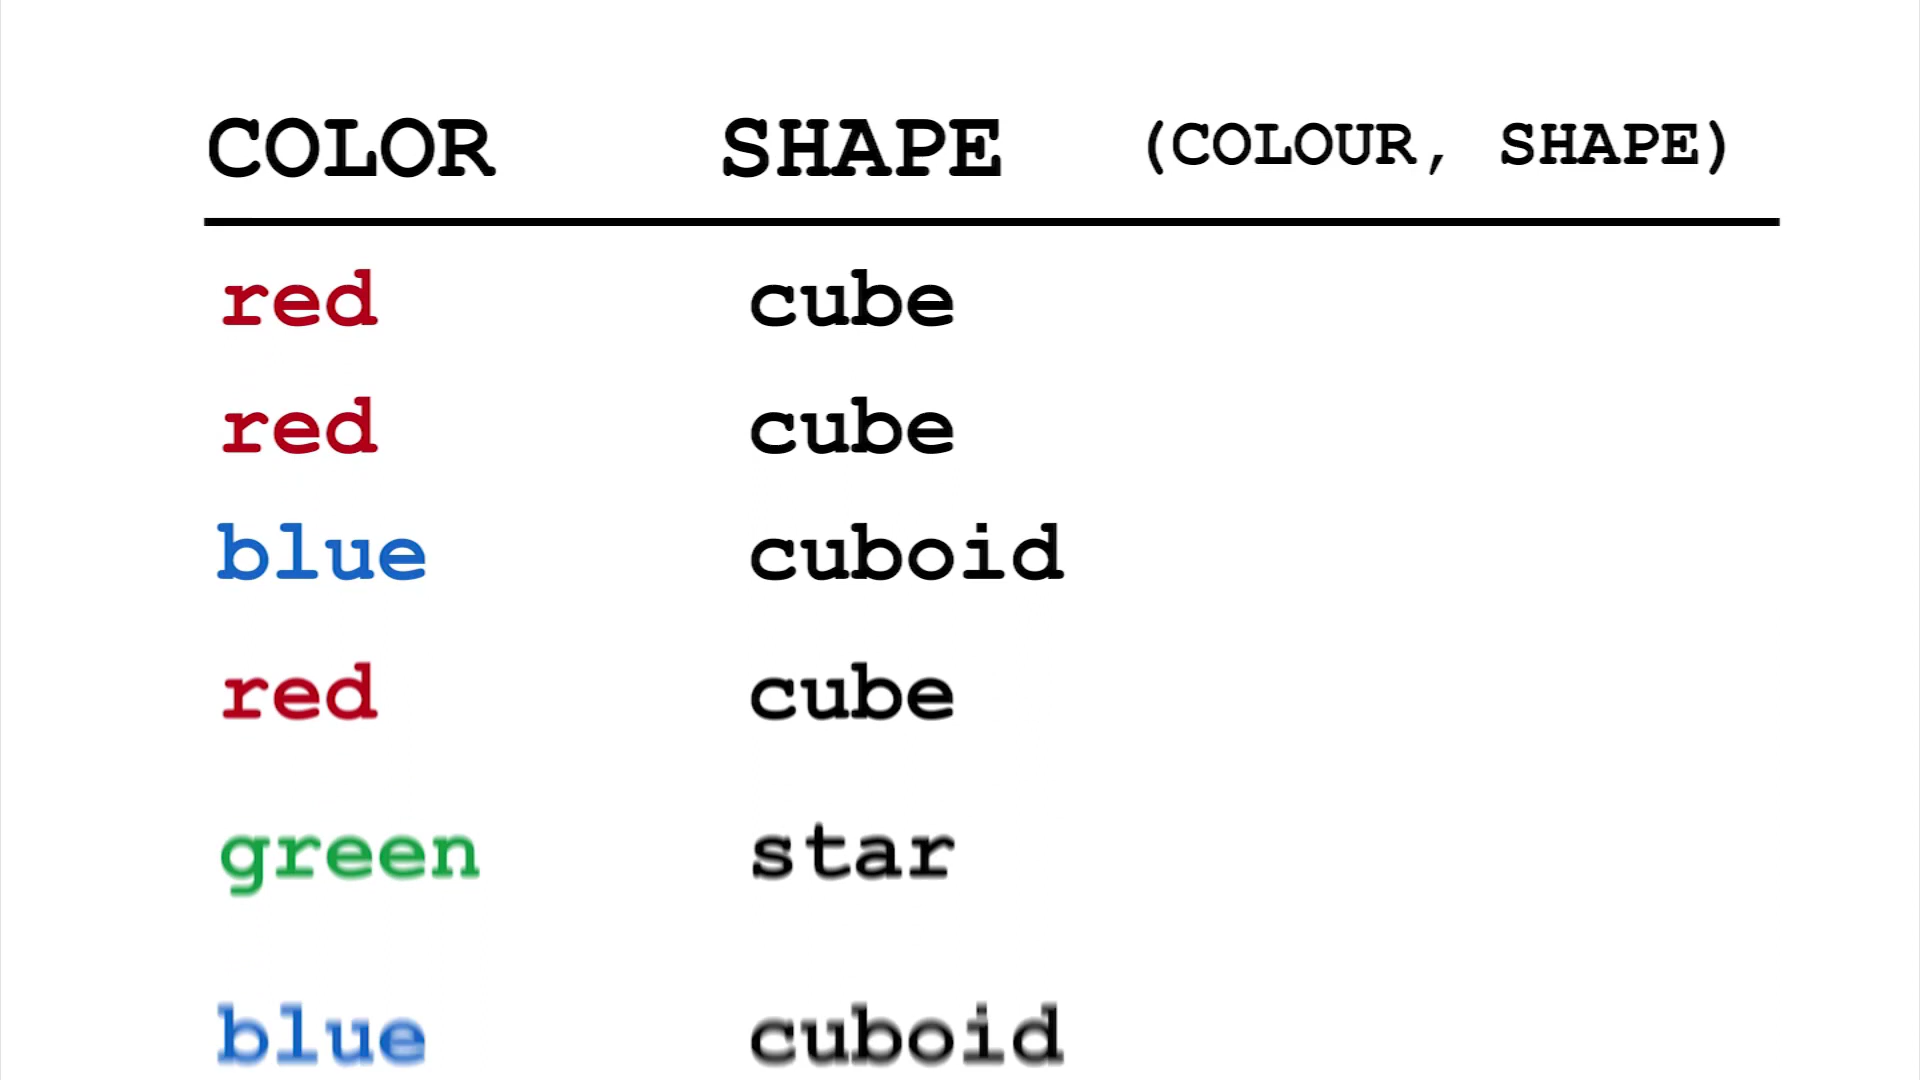 COLOR SHAPE (COLOUR, SHAPE)
red cube
red cube
blue cuboid
red cube
green star
blue cuboid